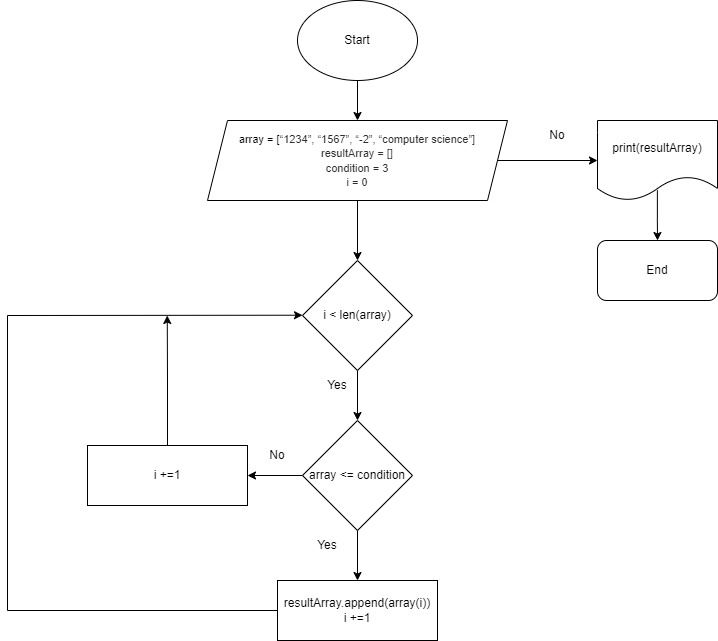 Start
array = ["1234”, “1567”, “-2”, “computer science”]
resultArray = []
condition = 3
i = 0
No
print(resultArray)
End
i < len(array)
Yes
array <= condition
No
i +=1
Yes
resultArray.append(array(i))
i +=1